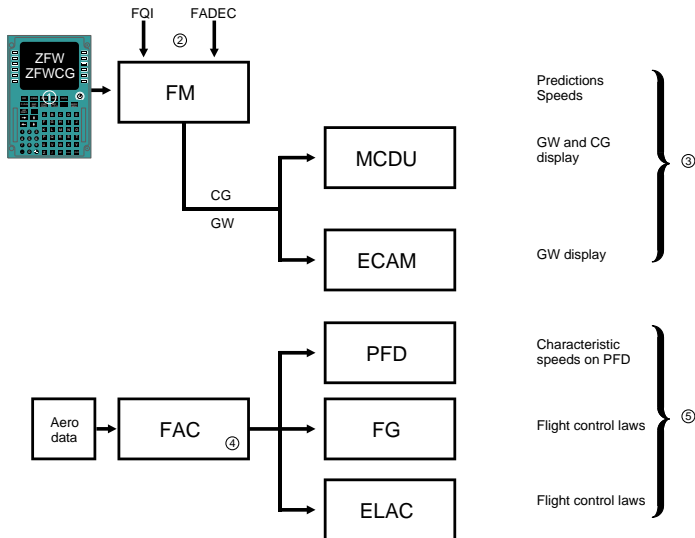 FQI
FADEC
②
ZFW
ZFWCG
①
FM
Predictions
Speeds
MCDU
GW and CG
display
③
CG
GW
ECAM
GW display
PFD
Characteristic
speeds on PFD
Aero
data
FAC
④
FG
Flight control laws
⑤
ELAC
Flight control laws